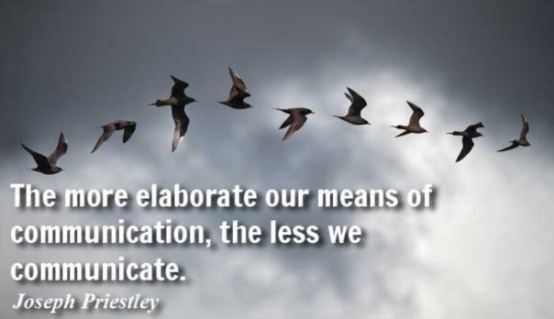 The more elaborate our means of
communication, the less we
communicate.
Joseph Priestley